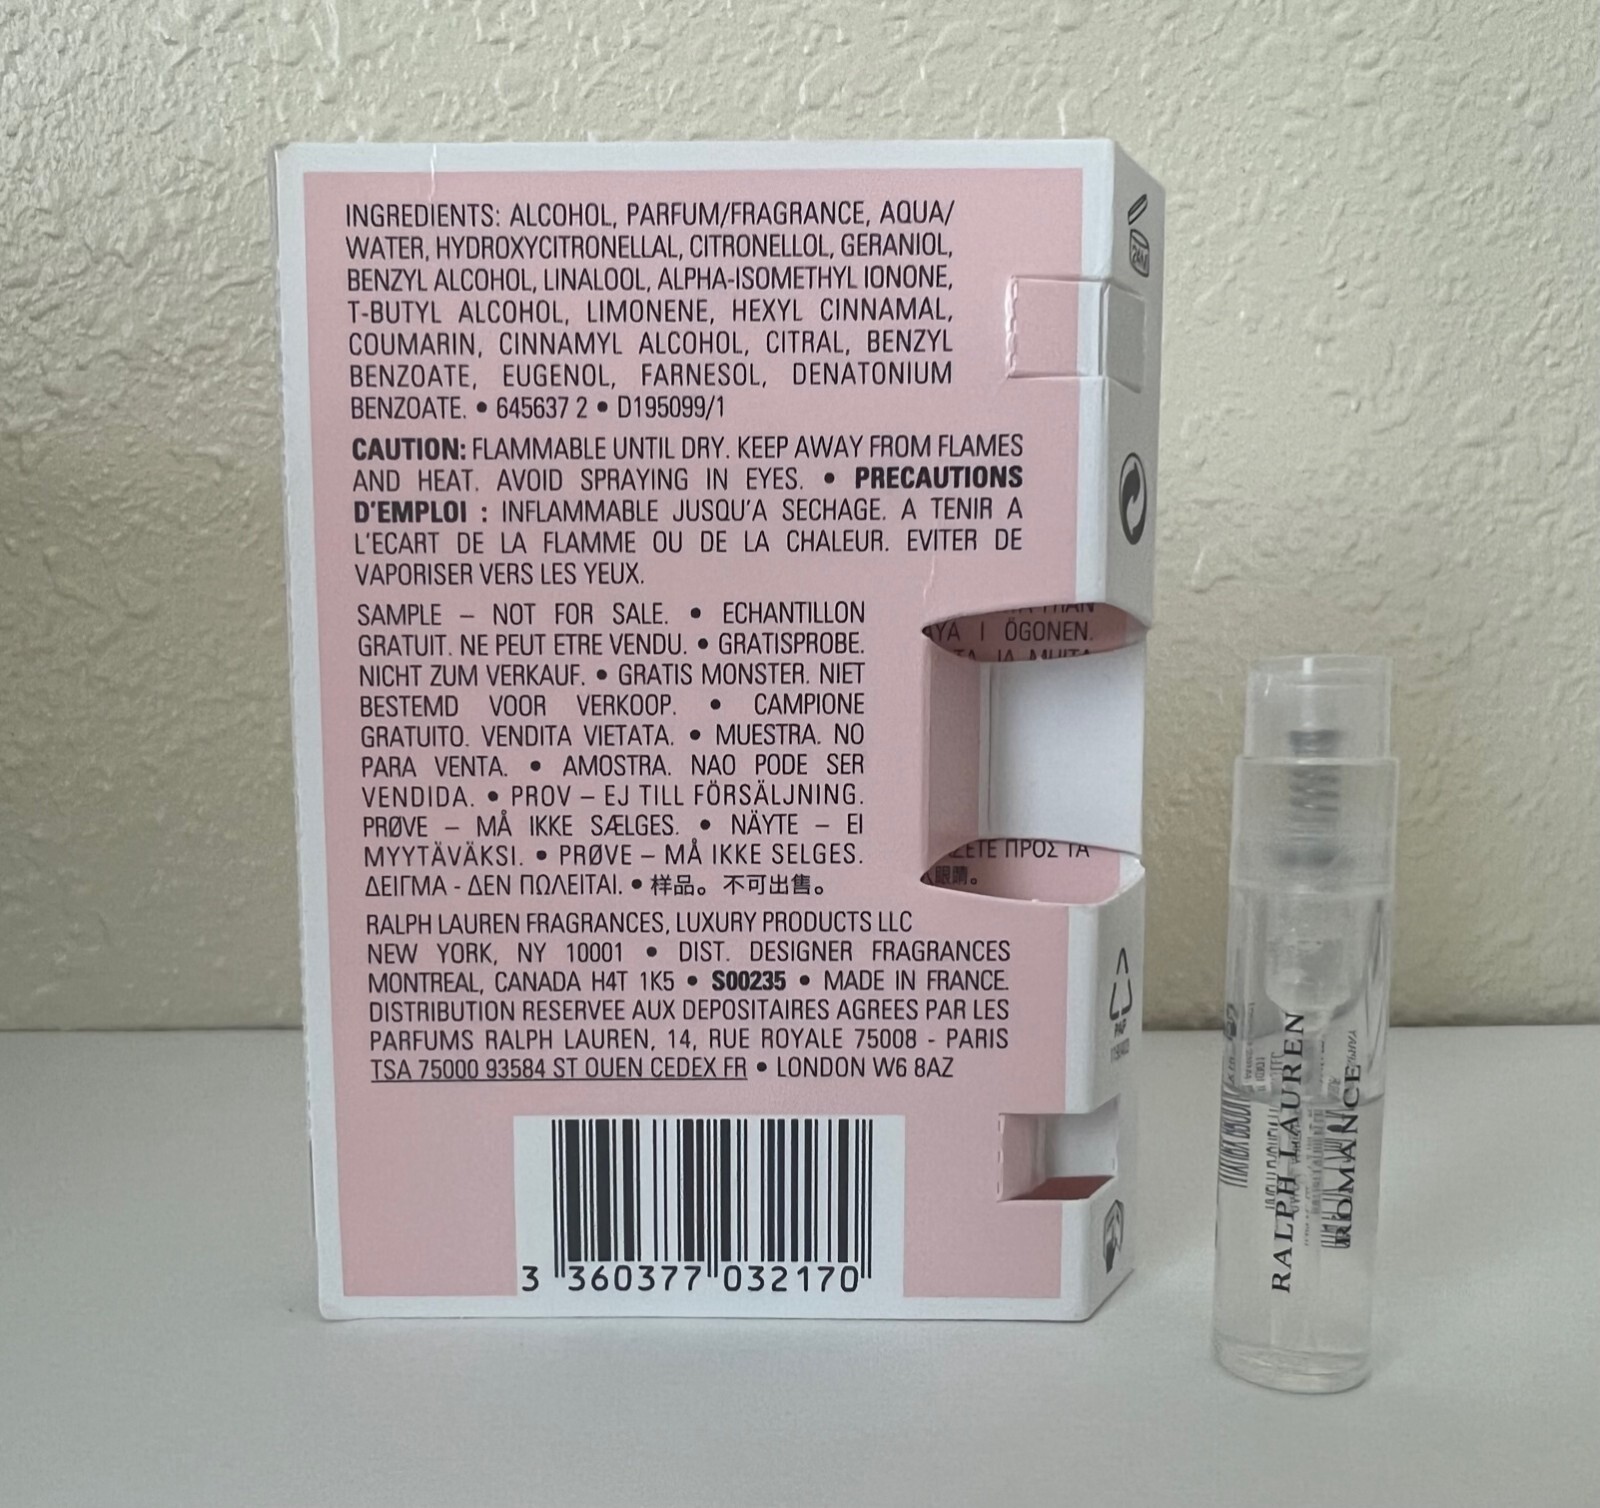 INGREDIENTS: ALCOHOL, PARFUM/FRAGRANCE, AQUA/
WATER, HYDROXYCITRONELLAL, CITRONELLOL, GERANIOL,
BENZYL ALCOHOL, LINALOOL, ALPHA-ISOMETHYL IONONE,
T-BUTYL ALCOHOL, LIMONENE, HEXYL CINNAMAL,
COUMARIN, CINNAMYL ALCOHOL, CITRAL, BENZYL
BENZOATE, EUGENOL, FARNESOL, DENATONIUM
BENZOATE. • 645637 2 • D195099/1
CAUTION: FLAMMABLE UNTIL DRY. KEEP AWAY FROM FLAMES
AND HEAT. AVOID SPRAYING IN EYES. • PRECAUTIONS
D'EMPLOI : INFLAMMABLE JUSQU'A SECHAGE. A TENIR A
L'ECART DE LA FLAMME OU DE LA CHALEUR. EVITER DE
VAPORISER VERS LES YEUX.
SAMPLE – NOT FOR SALE. • ECHANTILLON
GRATUIT. NE PEUT ETRE VENDU. • GRATISPROBE.
NICHT ZUM VERKAUF. • GRATIS MONSTER. NIET
BESTEMD VOOR VERKOOP. • CAMPIONE
GRATUITO. VENDITA VIETATA. • MUESTRA. NO
PARA VENTA. • AMOSTRA. NAO PODE SER
VENDIDA. • PROV – EJ TILL FÖRSÄLJNING.
PRØVE – MÅ IKKE SÆLGES. • NÄYTE – EI
MYYTÄVÄKSI. • PRØVE – MÅ IKKE SELGES.
ΔΕΙΓΜΑ - ΔΕΝ ΠΩΛΕΙΤΑΙ. • 样品。 不可出售。
RALPH LAUREN FRAGRANCES, LUXURY PRODUCTS LLC
NEW YORK, NY 10001 • DIST. DESIGNER FRAGRANCES
MONTREAL, CANADA H4T 1K5 • S00235 • MADE IN FRANCE.
DISTRIBUTION RESERVEE AUX DEPOSITAIRES AGREES PAR LES
PARFUMS RALPH LAUREN, 14, RUE ROYALE 75008 - PARIS
TSA 75000 93584 ST OUEN CEDEX FR • LONDON W6 8AZ
3 360377 032170
I ÖGONEN.
ΠΡΟΣ ΤΑ
眼睛。
24M
RALPH LAUREN
ROMANCE